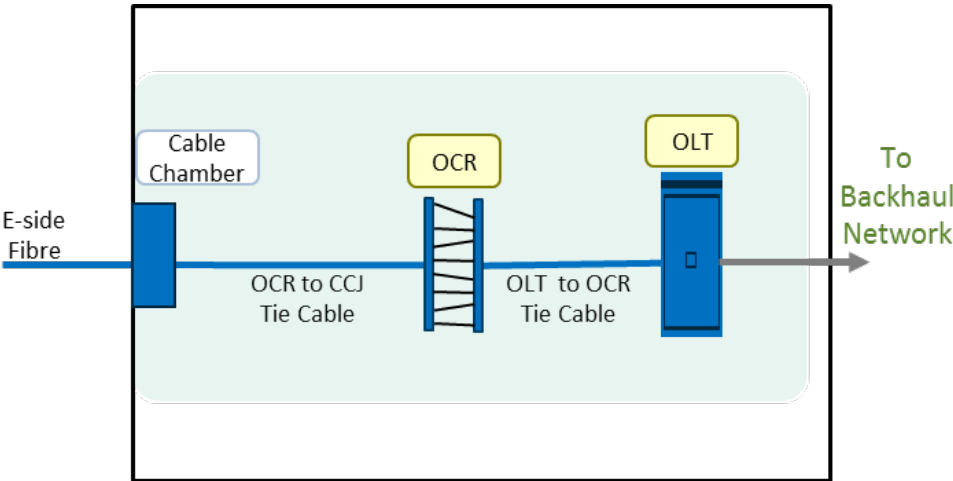 Cable
Chamber
OCR
OLT
To
Backhaul
Network
E-side
Fibre
OCR to CCJ
Tie Cable
OLT to OCR
Tie Cable